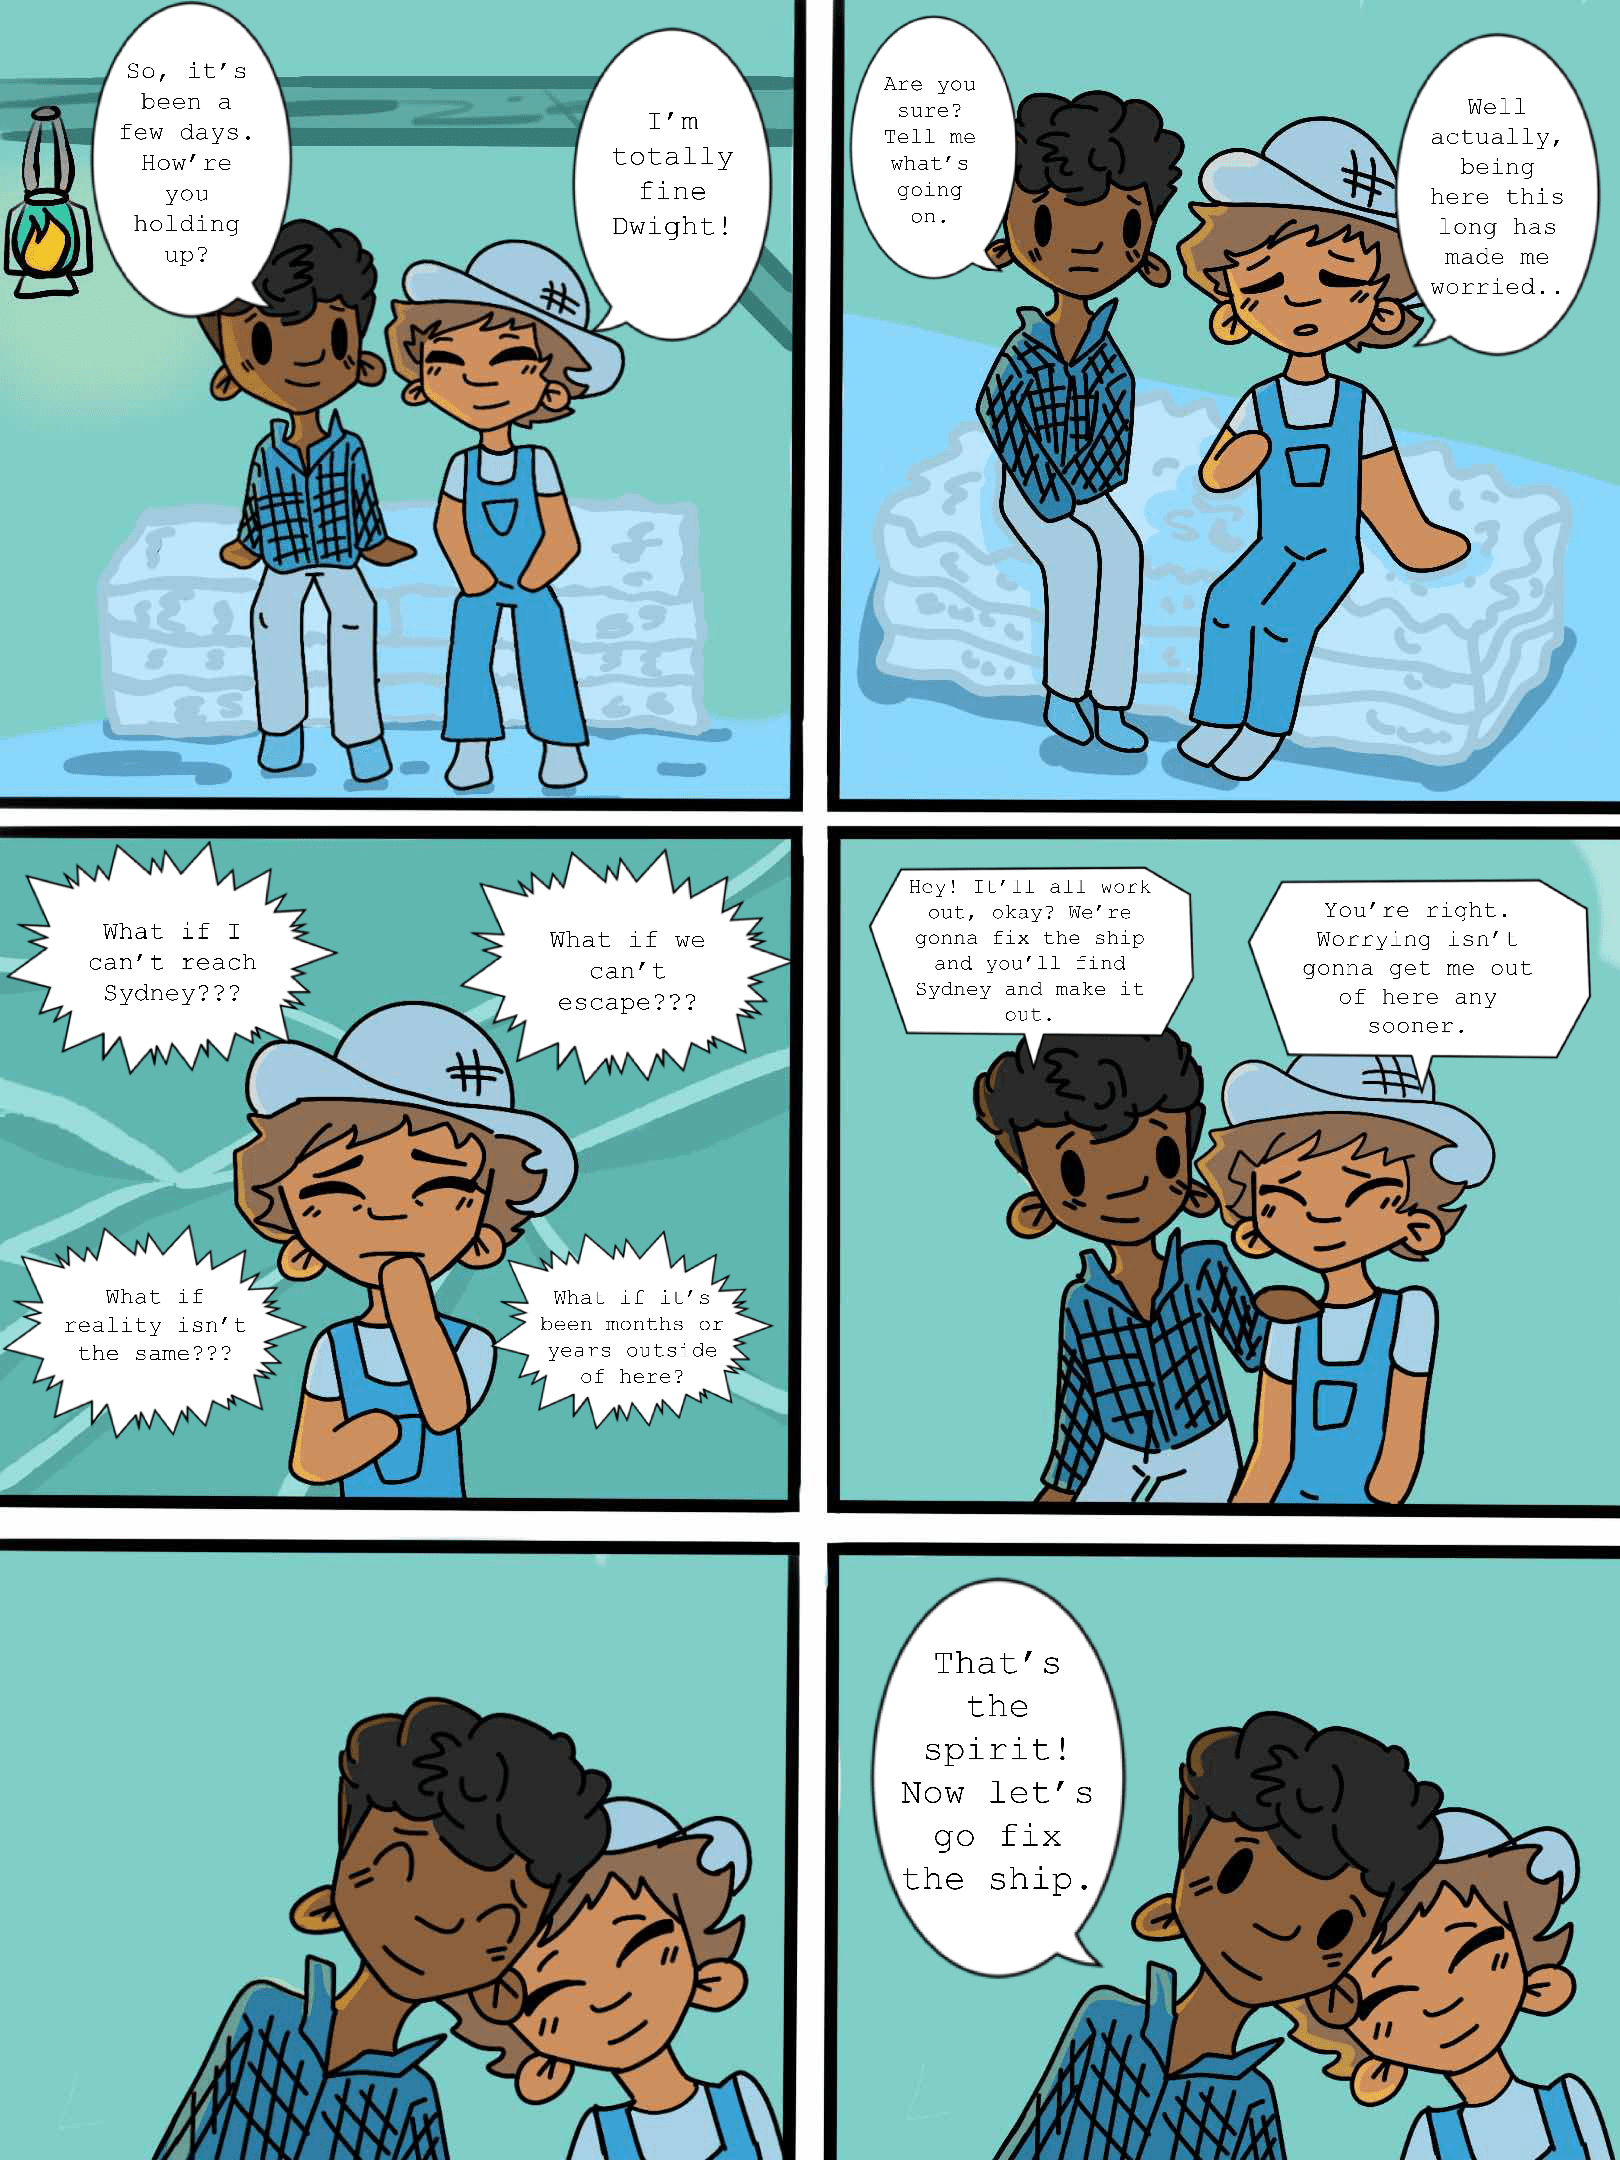 So, it's
been a
few days.
How're
you
holding
up?
I'm
totally
fine
Dwight!
Are you
sure?
Tell me
what's
going
on.
Well
actually,
being
here this
long has
made me
worried..
What if I
can't reach
Sydney???
What if we
can't
escape???
What if
reality isn't
the same???
What if it's
been months or
years outside
of here?
Hey! It'll all work
out, okay? We're
gonna fix the ship
and you'll find
Sydney and make it
out.
You're right.
Worrying isn't
gonna get me out
of here any
sooner.
That's
the
spirit!
Now let's
go fix
the ship.